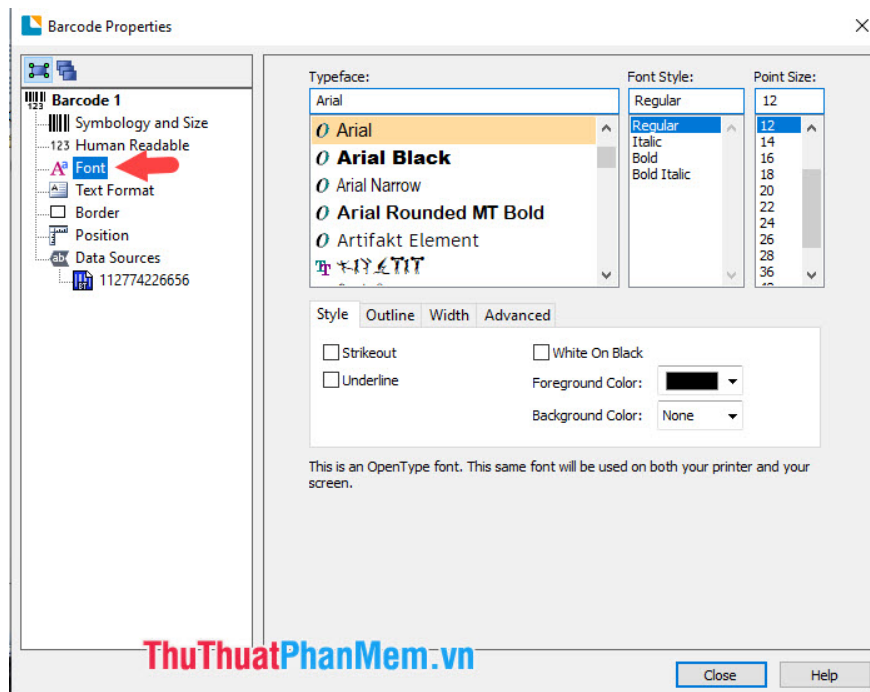 Barcode Properties
Barcode 1
Symbology and Size
123 Human Readable
Font
Text Format
Border
Position
Data Sources
112774226656
Typeface:
Arial
Arial
Arial Black
Arial Narrow
Arial Rounded MT Bold
Artifakt Element
Font Style:
Regular
Regular
Italic
Bold
Bold Italic
Point Size:
12
12
14
16
18
20
22
24
26
28
36
Style Outline Width Advanced
Strikeout
Underline
White On Black
Foreground Color:
Background Color: None
This is an OpenType font. This same font will be used on both your printer and your
screen.
ThuThuatPhanMem.vn
Close Help